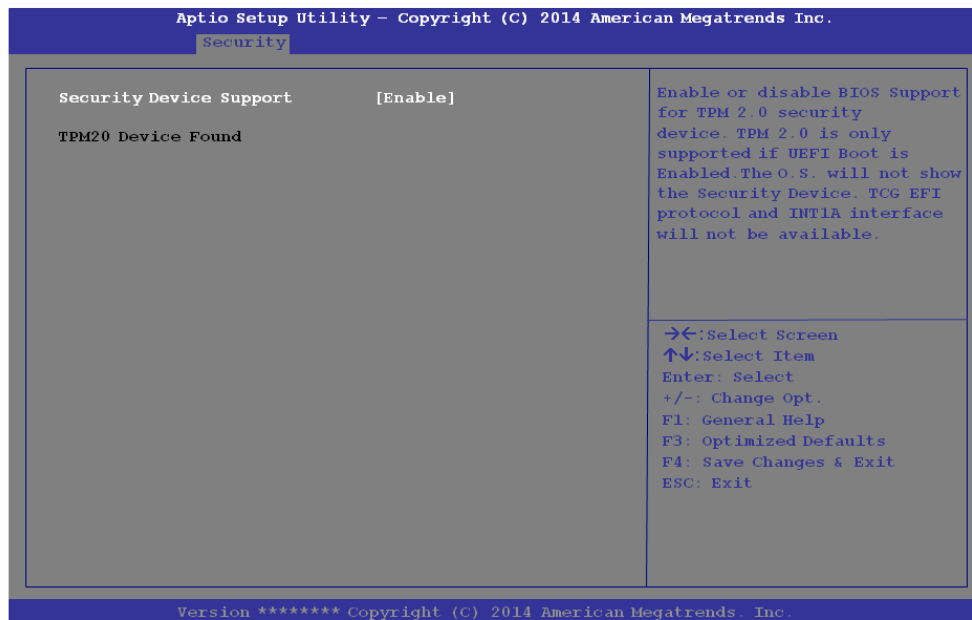 Aptio Setup Utility – Copyright (C) 2014 American Megatrends Inc.
Security
Security Device Support [Enable]
TPM20 Device Found
Enable or disable BIOS Support
for TPM 2.0 security
device. TPM 2.0 is only
supported if UEFI Boot is
Enabled.The O.S. will not show
the Security Device. TCG EFI
protocol and INT1A interface
will not be available.
→←:Select Screen
↑↓:Select Item
Enter: Select
+/-: Change Opt.
F1: General Help
F3: Optimized Defaults
F4: Save Changes & Exit
ESC: Exit
Version ******** Copyright (C) 2014 American Megatrends. Inc.